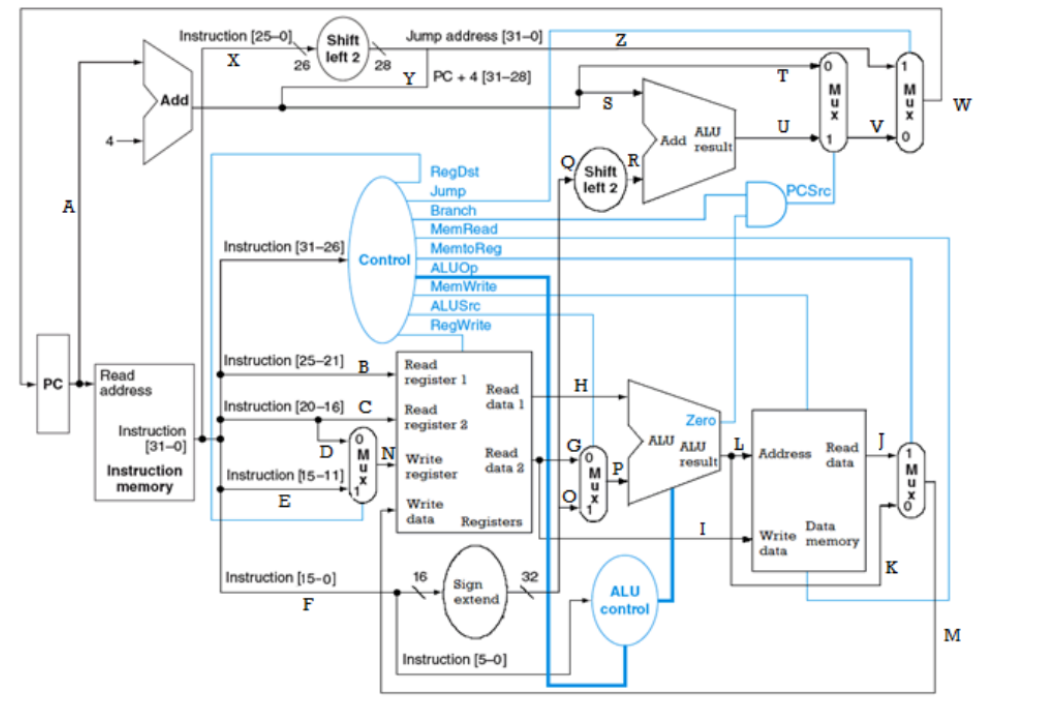 Instruction [25–0]
X
26
Shift
left 2
28
Jump address [31–0]
Z
Y
PC + 4 [31–28]
Add
4
A
S
T
Add
ALU
result
U
0
M
u
x
1
V
1
M
u
x
0
W
Q
Shift
left 2
R
PCSrc
RegDst
Jump
Branch
MemRead
MemtoReg
ALUOp
MemWrite
ALUSrc
RegWrite
Control
Instruction [31–26]
PC
Read
address
Instruction
[31–0]
Instruction
memory
Instruction [25–21]
B
Instruction [20–16]
C
D
0
M
u
x
1
N
Instruction [15–11]
E
Read
register 1
Read
register 2
Write
register
Write
data
Read
data 1
Read
data 2
Registers
H
G
O
0
M
u
x
1
P
Zero
ALU
ALU
result
L
I
Address
Read
data
Write
data
Data
memory
J
K
1
M
u
x
0
M
Instruction [15–0]
F
16
Sign
extend
32
ALU
control
Instruction [5–0]